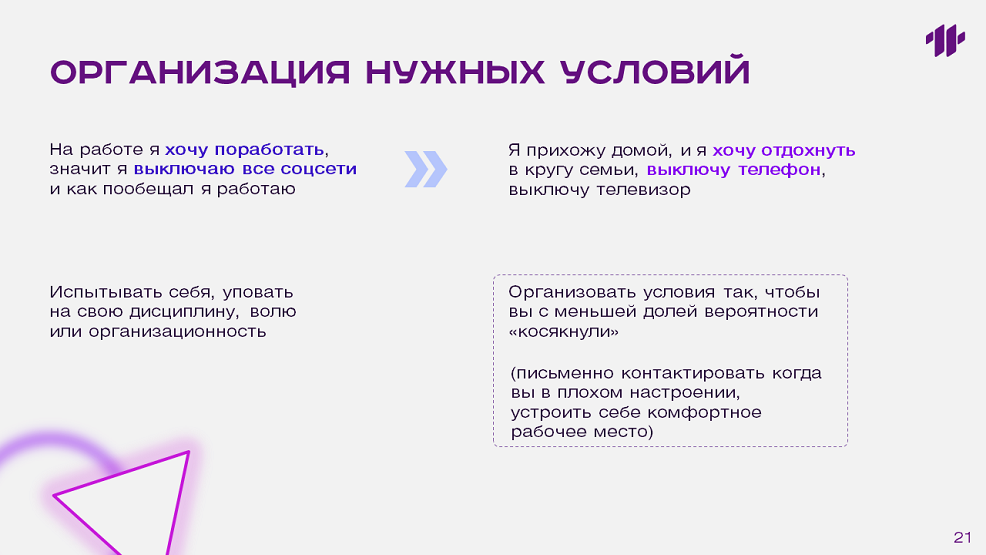 ОРГАНИЗАЦИЯ НУЖНЫХ УСЛОВИЙ
На работе я хочу поработать,
значит я выключаю все соцсети
и как пообещал я работаю
Я прихожу домой, и я хочу отдохнуть
в кругу семьи, выключу телефон,
выключу телевизор
Испытывать себя, уповать
на свою дисциплину, волю
или организационность
Организовать условия так, чтобы
вы с меньшей долей вероятности
«косякнули»
(письменно контактировать когда
вы в плохом настроении,
устроить себе комфортное
рабочее место)
21